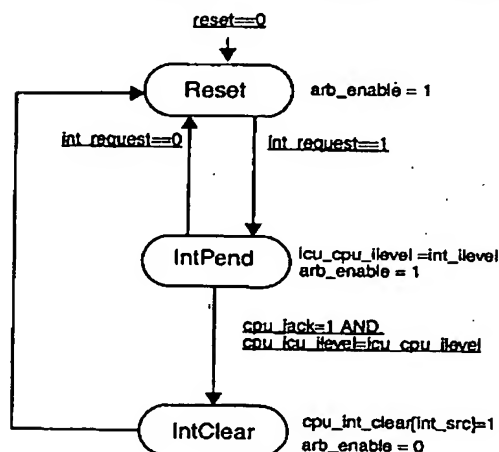 reset==0
Reset
arb_enable = 1
int_request==0
int_request==1
IntPend
icu_cpu_ilevel =int_ilevel
arb_enable = 1
cpu_iack=1 AND
cpu_icu_ilevel=icu_cpu_ilevel
IntClear
cpu_int_clear[int_src]=1
arb_enable = 0